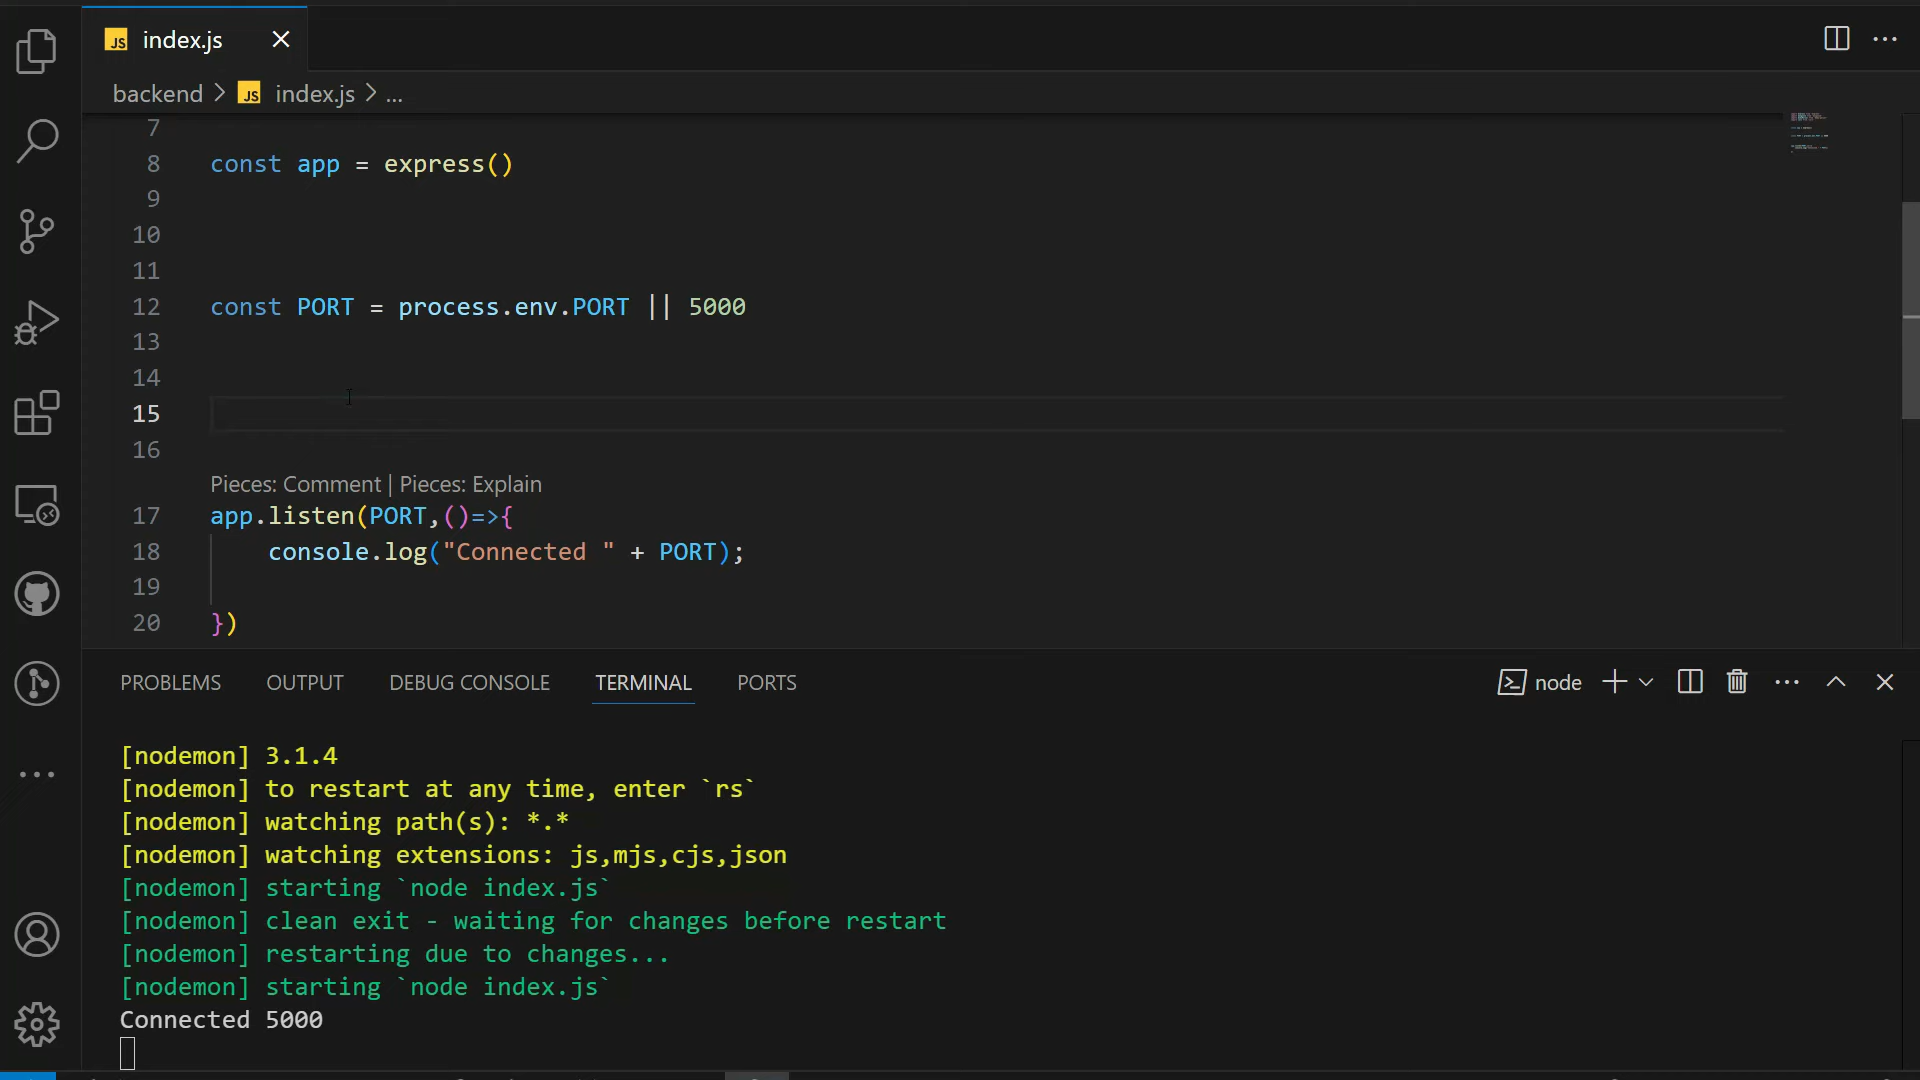 JS index.js
backend > JS index.js > ...
7
8 const app = express()
9
10
11
12 const PORT = process.env.PORT || 5000
13
14
15
16
Pieces: Comment | Pieces: Explain
17 app.listen(PORT,()=>{
18 console.log("Connected " + PORT);
19
20 })
PROBLEMS OUTPUT DEBUG CONSOLE TERMINAL PORTS node
[nodemon] 3.1.4
[nodemon] to restart at any time, enter `rs`
[nodemon] watching path(s): *.*
[nodemon] watching extensions: js,mjs,cjs,json
[nodemon] starting `node index.js`
[nodemon] clean exit - waiting for changes before restart
[nodemon] restarting due to changes...
[nodemon] starting `node index.js`
Connected 5000